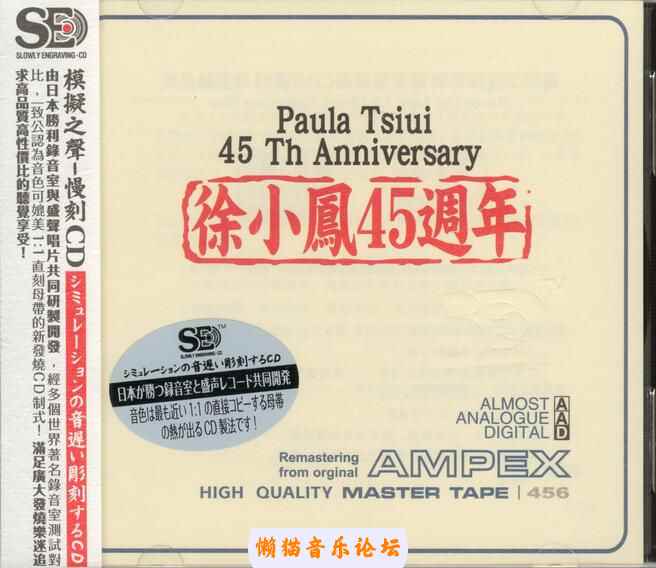 SED
SLOWLY ENGRAVING-CD
模擬之聲-慢刻CD シミュレーションの音遅い彫刻するCD
由日本勝利錄音室與盛聲唱片共同研製開發，經多個世界著名錄音室測試對
比，一致公認為音色可媲美1:1直刻母帶的新發燒CD制式！滿足廣大發燒樂迷追
求高品質高性價比的聽覺享受！
Paula Tsiui
45 Th Anniversary
徐小鳳45週年
SED™
SLOWLY ENGRAVING-CD
シミュレーションの音遅い彫刻するCD
日本が勝つ録音室と盛声レコード共同開発
音色は最も近い1:1の直接コピーする母帯
の熱が出るCD製法です！
ALMOST A
ANALOGUE A
DIGITAL D
Remastering
from orginal AMPEX
HIGH QUALITY MASTER TAPE | 456
懒猫音乐论坛